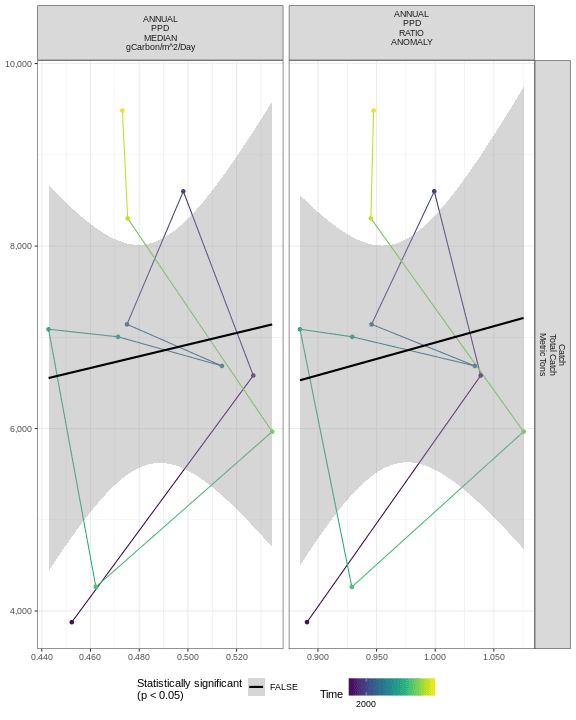 ANNUAL
PPD
MEDIAN
gCarbon/m^2/Day
ANNUAL
PPD
RATIO
ANOMALY
10,000
8,000
6,000
4,000
Catch
Total Catch
Metric Tons
0.440
0.460
0.480
0.500
0.520
0.900
0.950
1.000
1.050
Statistically significant
(p < 0.05)
FALSE
Time
2000